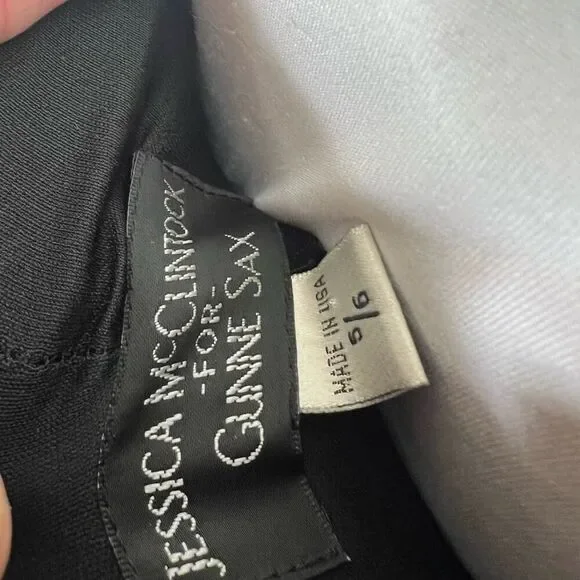 JESSICA MCCLINTOCK
-FOR-
GUNNE SAX
MADE IN USA
5/6